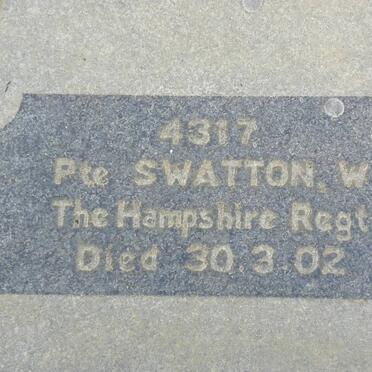 4317
Pte SWATTON, W
The Hampshire Regt
Died 30.3.02